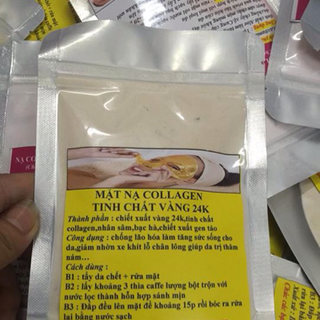 MẶT NẠ COLLAGEN
TINH CHẤT VÀNG 24K
Thành phần : chiết xuất vàng 24k,tinh chất
collagen,nhân sâm,bạc hà,chiết xuất gen táo
Công dụng : chống lão hóa làm tăng sức sống cho
da,giảm nhờn xe khít lỗ chân lông giúp da trị thâm
nám…
Cách dùng :
B1 : tẩy da chết + rửa mặt
B2 : lấy khoảng 3 thìa caffe lượng bột trộn với
nước lọc thành hỗn hợp sánh mịn
B3 : Đắp đều lên mặt để khoảng 15p rồi bóc ra rửa
lại bằng nước sạch